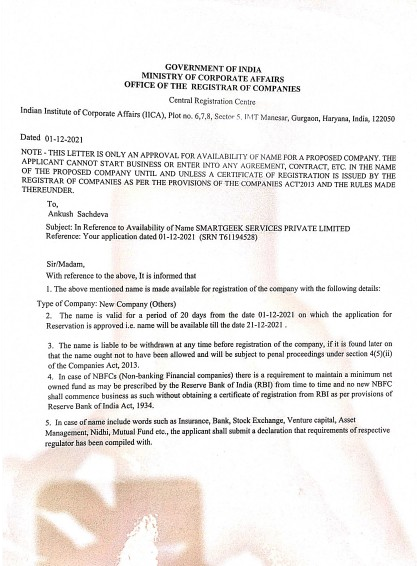 GOVERNMENT OF INDIA
MINISTRY OF CORPORATE AFFAIRS
OFFICE OF THE REGISTRAR OF COMPANIES
Central Registration Centre
Indian Institute of Corporate Affairs (IICA), Plot no. 6,7,8, Sector 5, IMT Manesar, Gurgaon, Haryana, India, 122050
Dated 01-12-2021
NOTE - THIS LETTER IS ONLY AN APPROVAL FOR AVAILABILITY OF NAME FOR A PROPOSED COMPANY. THE
APPLICANT CANNOT START BUSINESS OR ENTER INTO ANY AGREEMENT, CONTRACT, ETC. IN THE NAME
OF THE PROPOSED COMPANY UNTIL AND UNLESS A CERTIFICATE OF REGISTRATION IS ISSUED BY THE
REGISTRAR OF COMPANIES AS PER THE PROVISIONS OF THE COMPANIES ACT'2013 AND THE RULES MADE
THEREUNDER.
To,
Ankush Sachdeva
Subject: In Reference to Availability of Name SMARTGEEK SERVICES PRIVATE LIMITED
Reference: Your application dated 01-12-2021 (SRN T61194528)
Sir/Madam,
With reference to the above, It is informed that
1. The above mentioned name is made available for registration of the company with the following details:
Type of Company: New Company (Others)
2. The name is valid for a period of 20 days from the date 01-12-2021 on which the application for
Reservation is approved i.e. name will be available till the date 21-12-2021 .
3. The name is liable to be withdrawn at any time before registration of the company, if it is found later on
that the name ought not to have been allowed and will be subject to penal proceedings under section 4(5)(ii)
of the Companies Act, 2013.
4. In case of NBFCs (Non-banking Financial companies) there is a requirement to maintain a minimum net
owned fund as may be prescribed by the Reserve Bank of India (RBI) from time to time and no new NBFC
shall commence business as such without obtaining a certificate of registration from RBI as per provisions of
Reserve Bank of India Act, 1934.
5. In case of name include words such as Insurance, Bank, Stock Exchange, Venture capital, Asset
Management, Nidhi, Mutual Fund etc., the applicant shall submit a declaration that requirements of respective
regulator has been compiled with.